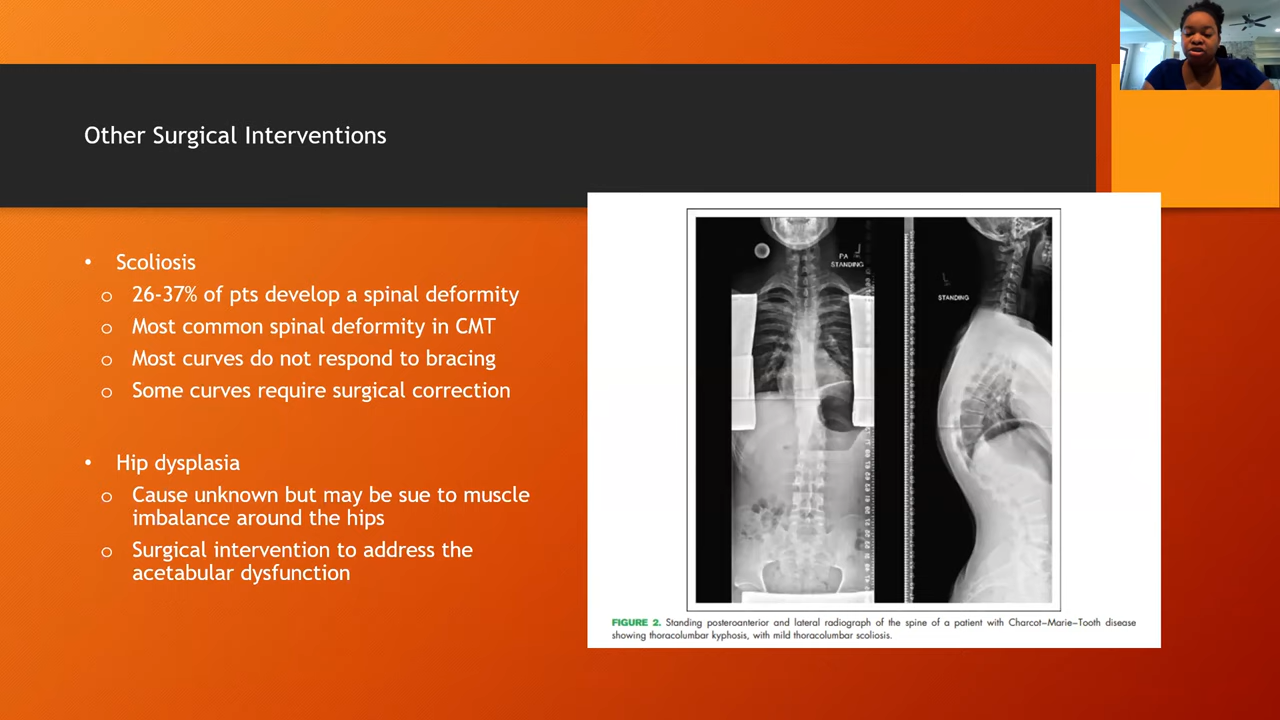 Other Surgical Interventions
• Scoliosis
o 26-37% of pts develop a spinal deformity
o Most common spinal deformity in CMT
o Most curves do not respond to bracing
o Some curves require surgical correction
• Hip dysplasia
o Cause unknown but may be sue to muscle
imbalance around the hips
o Surgical intervention to address the
acetabular dysfunction
L
PA
STANDING
L
STANDING
FIGURE 2. Standing posteroanterior and lateral radiograph of the spine of a patient with Charcot–Marie–Tooth disease
showing thoracolumbar kyphosis, with mild thoracolumbar scoliosis.